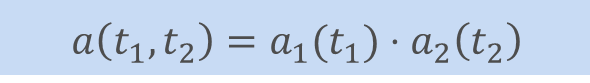 a(t₁, t₂) = a₁(t₁) · a₂(t₂)